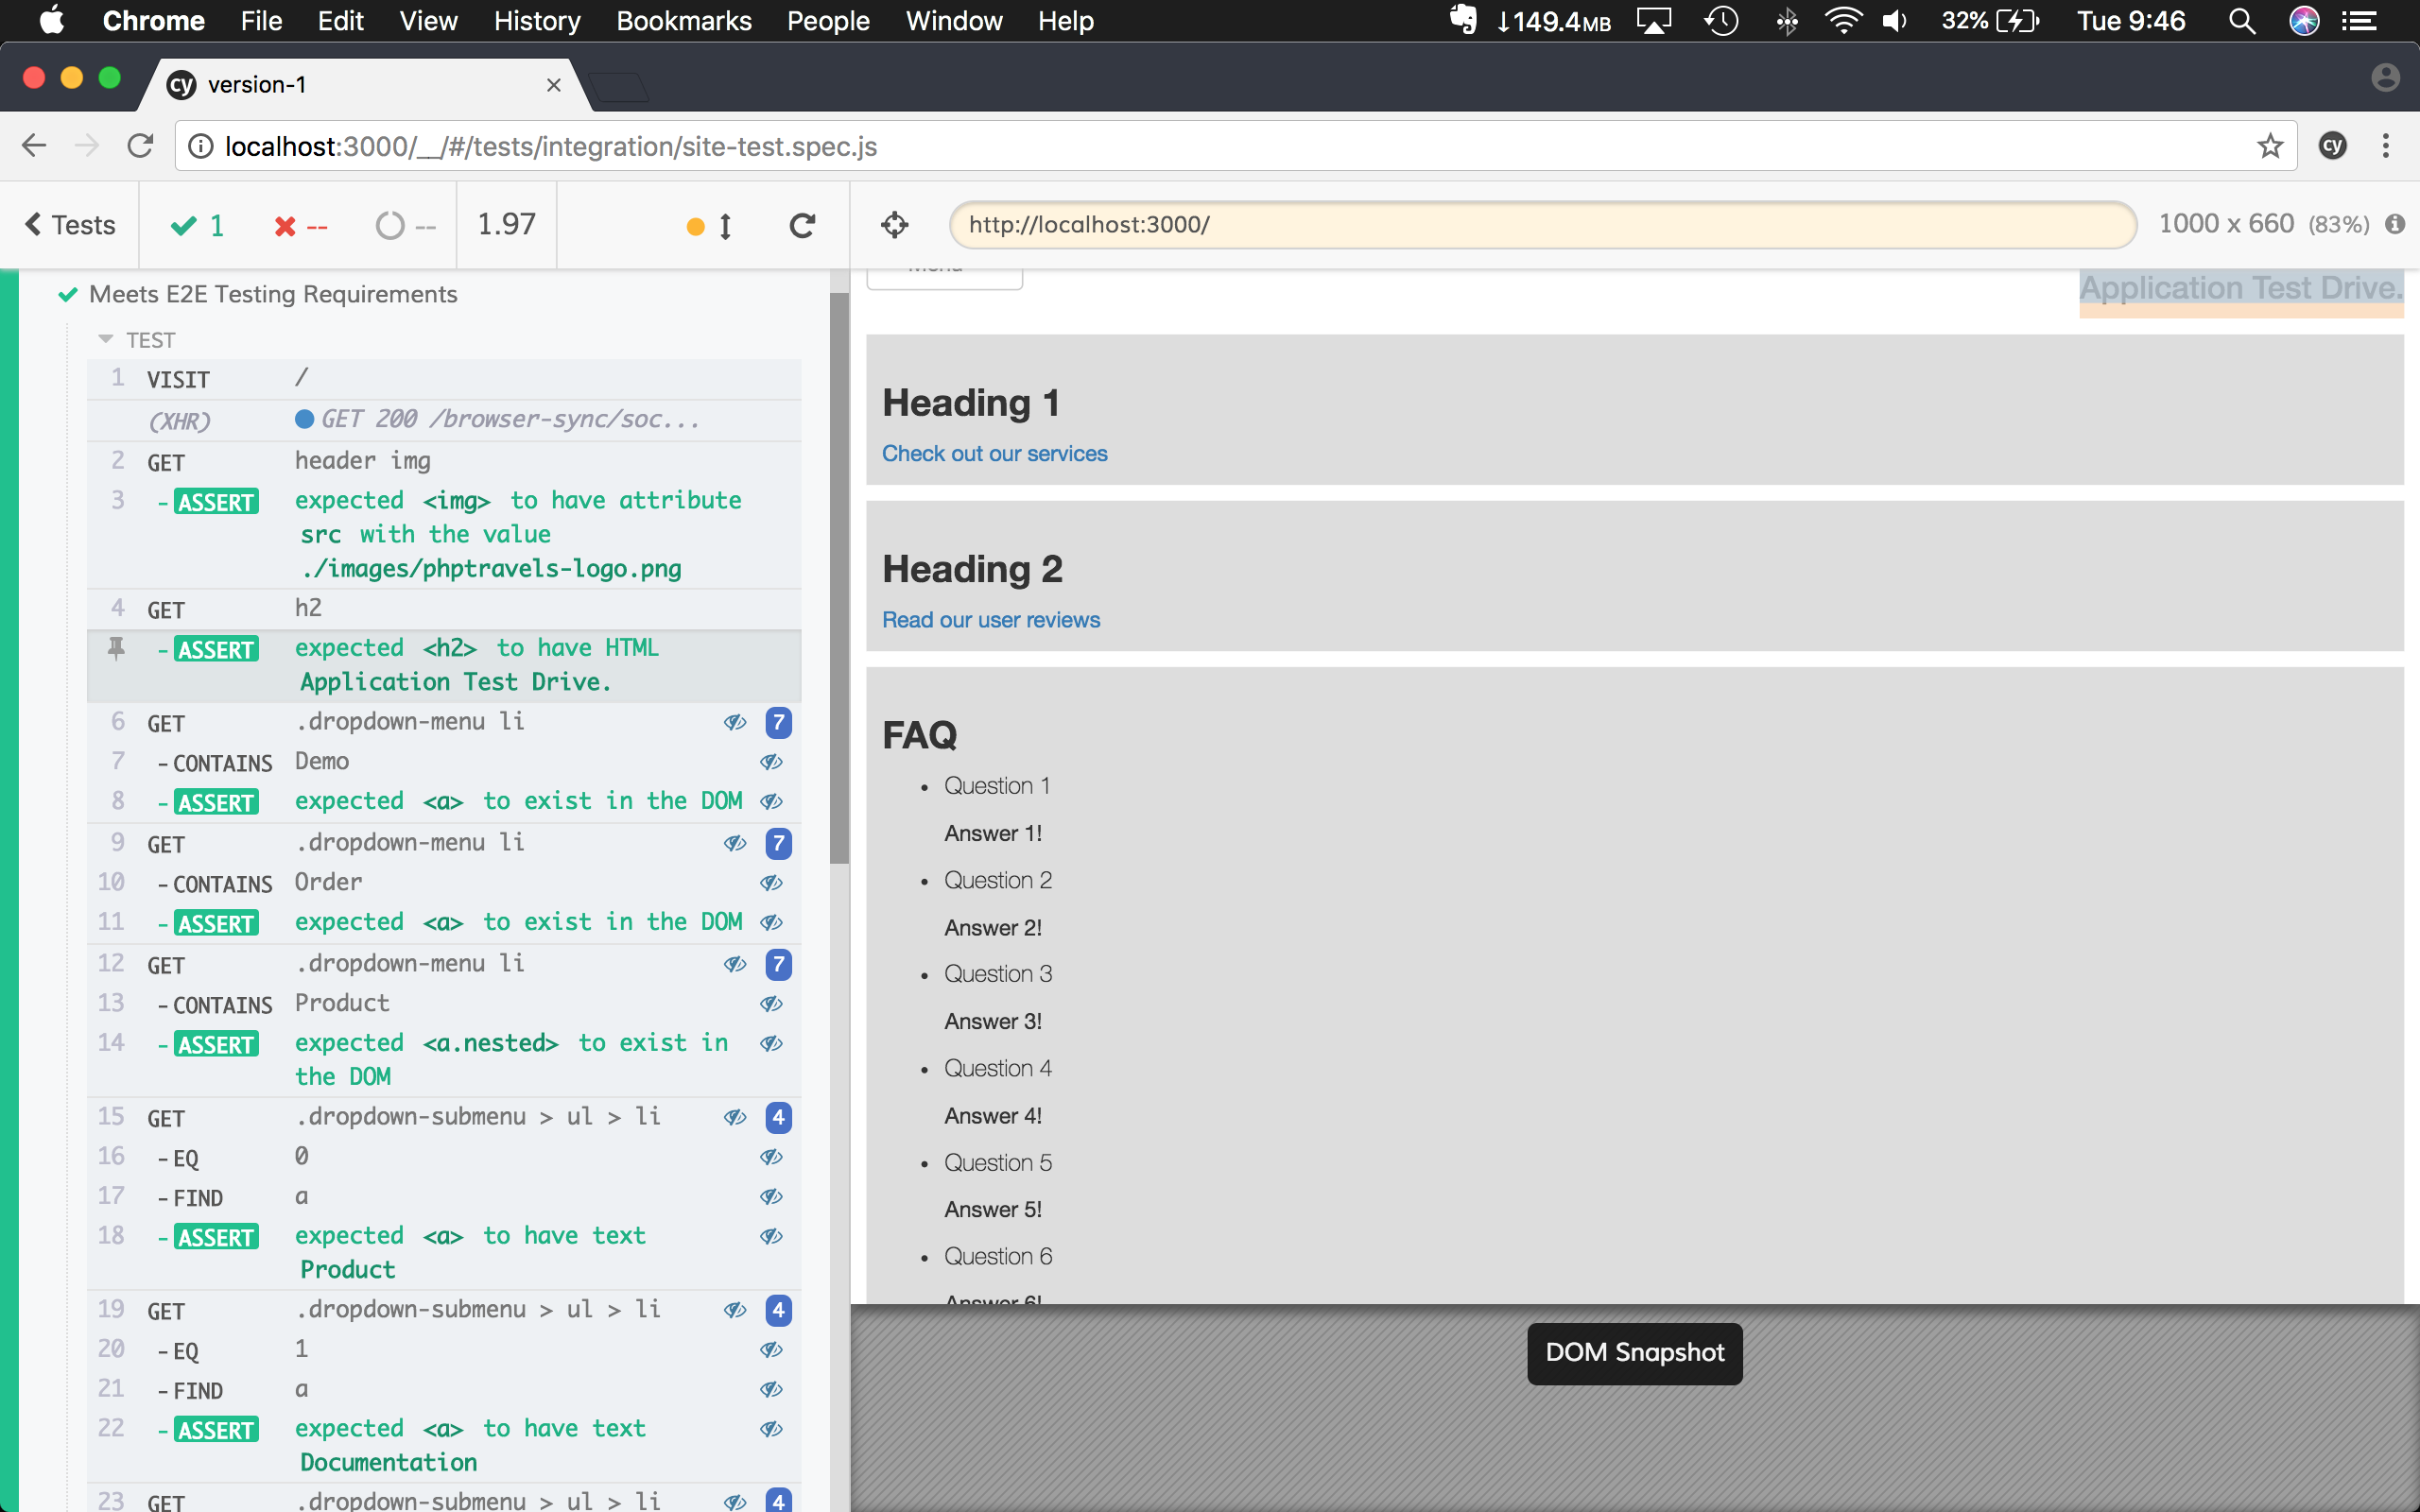 Chrome File Edit View History Bookmarks People Window Help ↓149.4MB 32% Tue 9:46
cy version-1
localhost:3000/__/#/tests/integration/site-test.spec.js cy
Tests 1 -- -- 1.97 http://localhost:3000/ 1000 x 660 (83%)
Meets E2E Testing Requirements
TEST
1 VISIT /
(XHR) GET 200 /browser-sync/soc...
2 GET header img
3 - ASSERT expected <img> to have attribute
src with the value
./images/phptravels-logo.png
4 GET h2
- ASSERT expected <h2> to have HTML
Application Test Drive.
6 GET .dropdown-menu li 7
7 - CONTAINS Demo
8 - ASSERT expected <a> to exist in the DOM
9 GET .dropdown-menu li 7
10 - CONTAINS Order
11 - ASSERT expected <a> to exist in the DOM
12 GET .dropdown-menu li 7
13 - CONTAINS Product
14 - ASSERT expected <a.nested> to exist in
the DOM
15 GET .dropdown-submenu > ul > li 4
16 - EQ 0
17 - FIND a
18 - ASSERT expected <a> to have text
Product
19 GET .dropdown-submenu > ul > li 4
20 - EQ 1
21 - FIND a
22 - ASSERT expected <a> to have text
Documentation
23 GET .dropdown-submenu > ul > li 4
Menu
Application Test Drive.
Heading 1
Check out our services
Heading 2
Read our user reviews
FAQ
• Question 1
Answer 1!
• Question 2
Answer 2!
• Question 3
Answer 3!
• Question 4
Answer 4!
• Question 5
Answer 5!
• Question 6
Answer 6!
DOM Snapshot